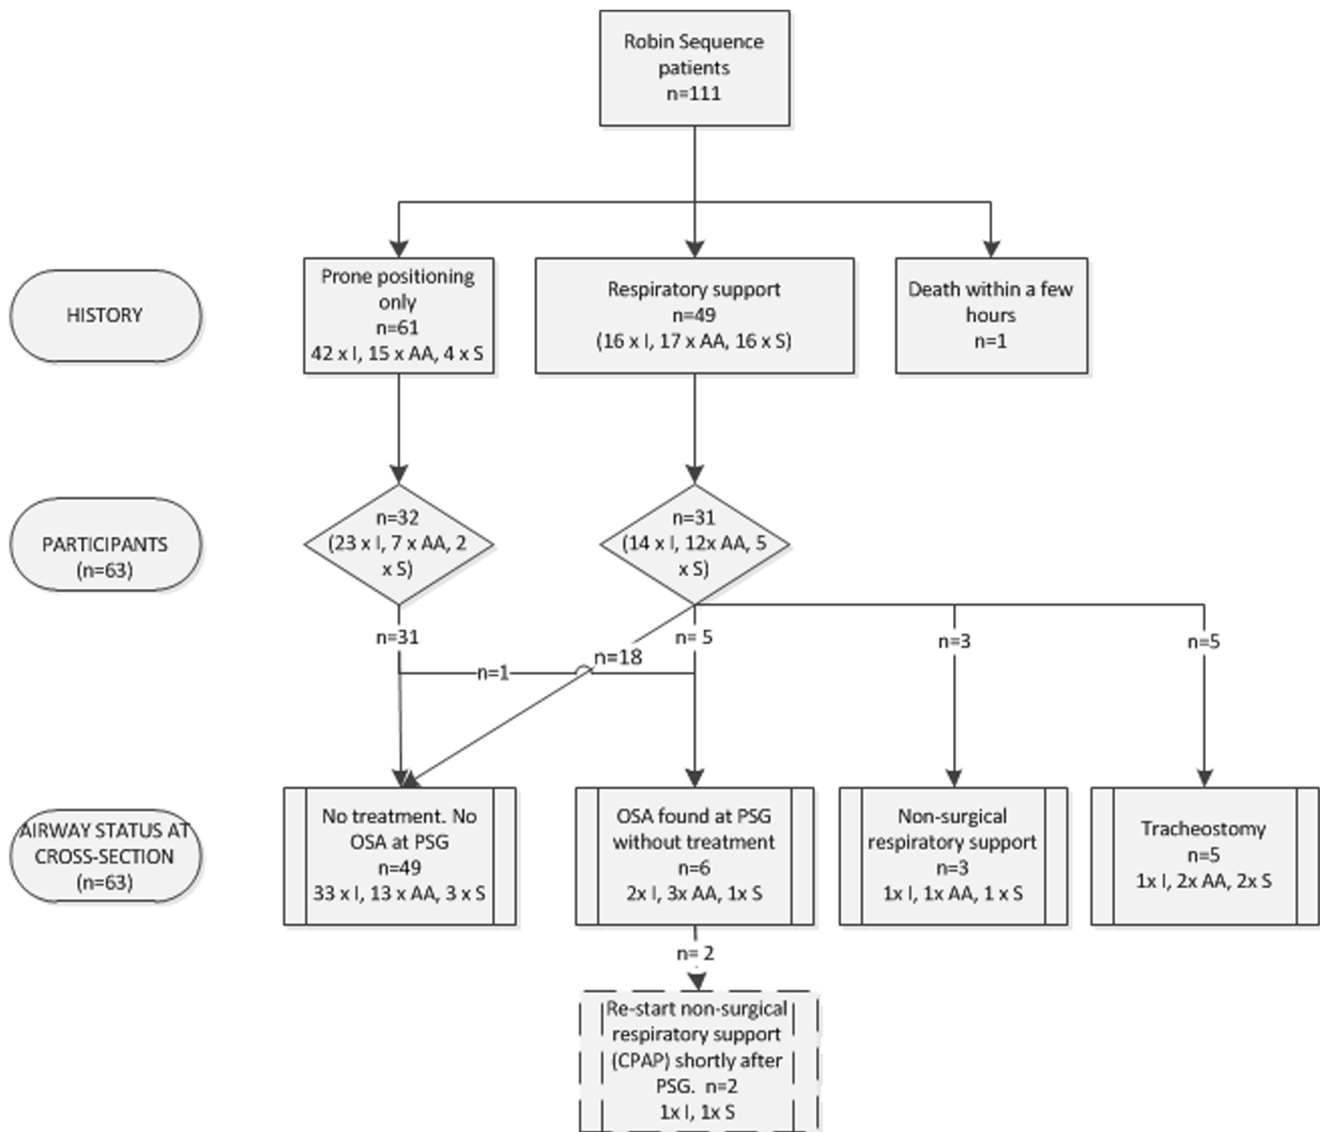 Robin Sequence
patients
n=111
HISTORY
Prone positioning
only
n=61
42 x I, 15 x AA, 4 x S
Respiratory support
n=49
(16 x I, 17 x AA, 16 x S)
Death within a few
hours
n=1
PARTICIPANTS
(n=63)
n=32
(23 x I, 7 x AA, 2
x S)
n=31
(14 x I, 12x AA, 5
x S)
n=31
n=1
n=18
n= 5
n=3
n=5
AIRWAY STATUS AT
CROSS-SECTION
(n=63)
No treatment. No
OSA at PSG
n=49
33 x I, 13 x AA, 3 x S
OSA found at PSG
without treatment
n=6
2x I, 3x AA, 1x S
Non-surgical
respiratory support
n=3
1x I, 1x AA, 1 x S
Tracheostomy
n=5
1x I, 2x AA, 2x S
n= 2
Re-start non-surgical
respiratory support
(CPAP) shortly after
PSG.  n=2
1x I, 1x S